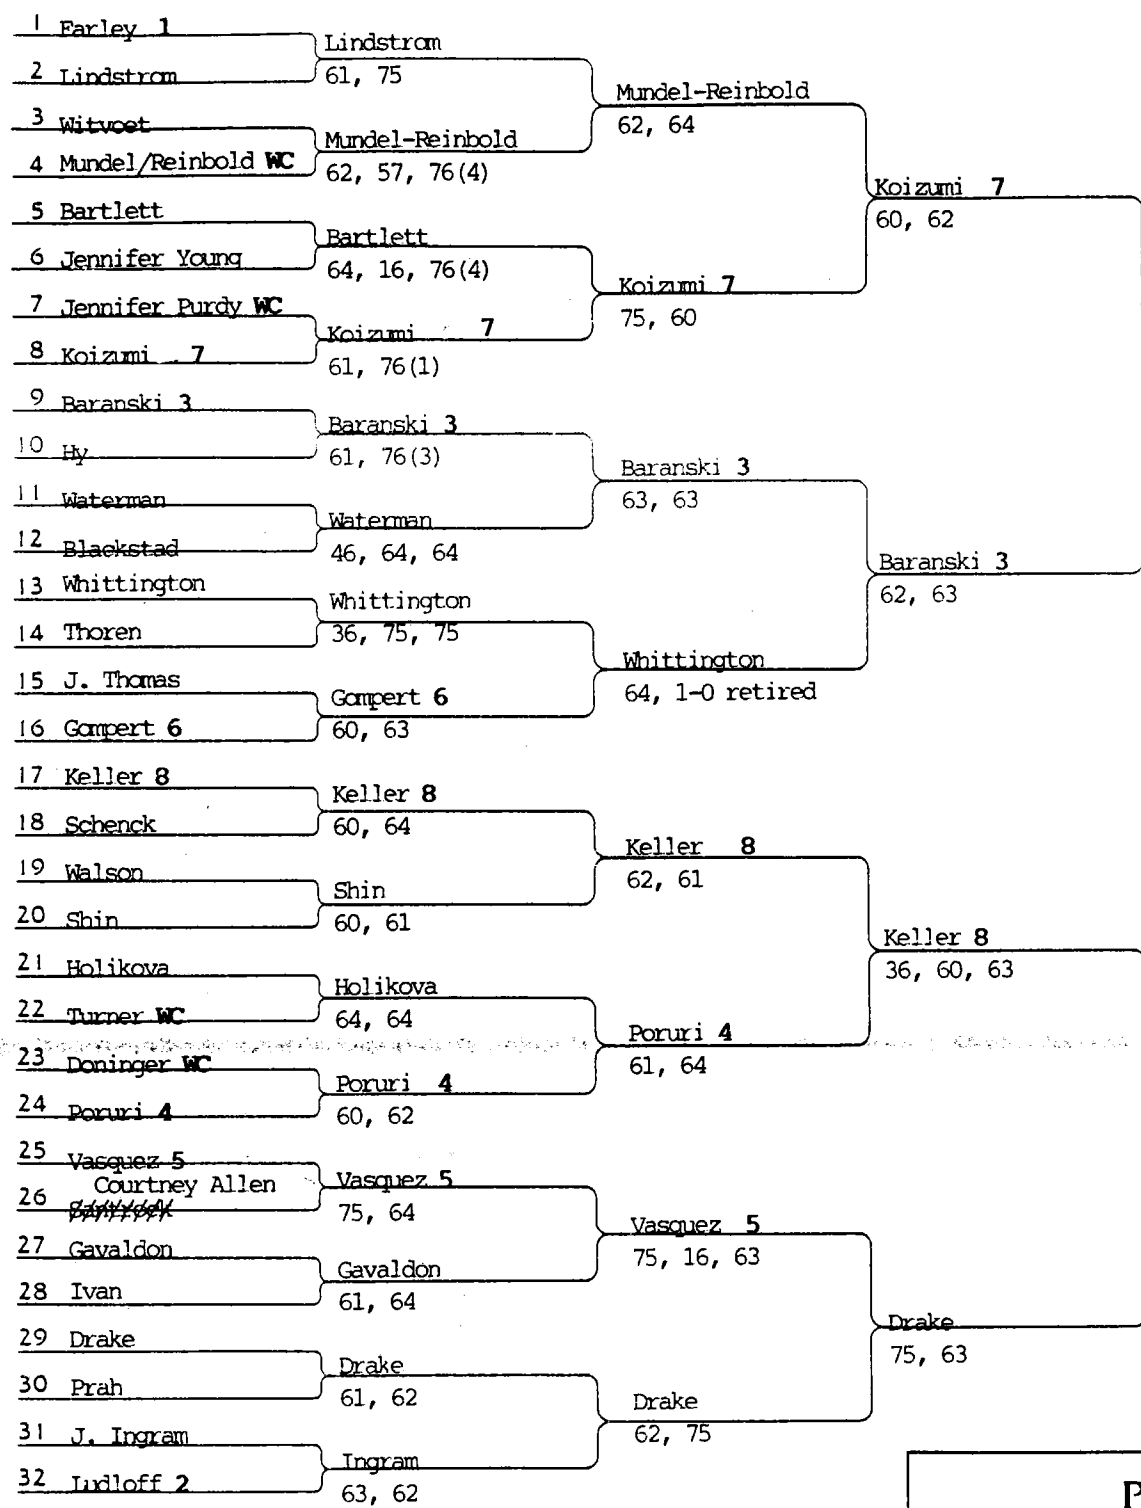 1 Farley 1
2 Lindstrom
3 Witvoet
4 Mundel/Reinbold WC
5 Bartlett
6 Jennifer Young
7 Jennifer Purdy WC
8 Koizumi 7
9 Baranski 3
10 Hy
11 Waterman
12 Blackstad
13 Whittington
14 Thoren
15 J. Thomas
16 Gompert 6
17 Keller 8
18 Schenck
19 Walson
20 Shin
21 Holikova
22 Turner WC
23 Doninger WC
24 Poruri 4
25 Vasquez 5
Courtney Allen
26
27 Gavaldon
28 Ivan
29 Drake
30 Prah
31 J. Ingram
32 Ludloff 2
Lindstrom
61, 75
Mundel-Reinbold
62, 57, 76(4)
Bartlett
64, 16, 76(4)
Koizumi 7
61, 76(1)
Baranski 3
61, 76(3)
Waterman
46, 64, 64
Whittington
36, 75, 75
Gompert 6
60, 63
Keller 8
60, 64
Shin
60, 61
Holikova
64, 64
Poruri 4
60, 62
Vasquez 5
75, 64
Gavaldon
61, 64
Drake
61, 62
Ingram
63, 62
Mundel-Reinbold
62, 64
Koizumi 7
75, 60
Baranski 3
63, 63
Whittington
64, 1-0 retired
Keller 8
62, 61
Poruri 4
61, 64
Vasquez 5
75, 16, 63
Drake
62, 75
Koizumi 7
60, 62
Baranski 3
62, 63
Keller 8
36, 60, 63
Drake
75, 63